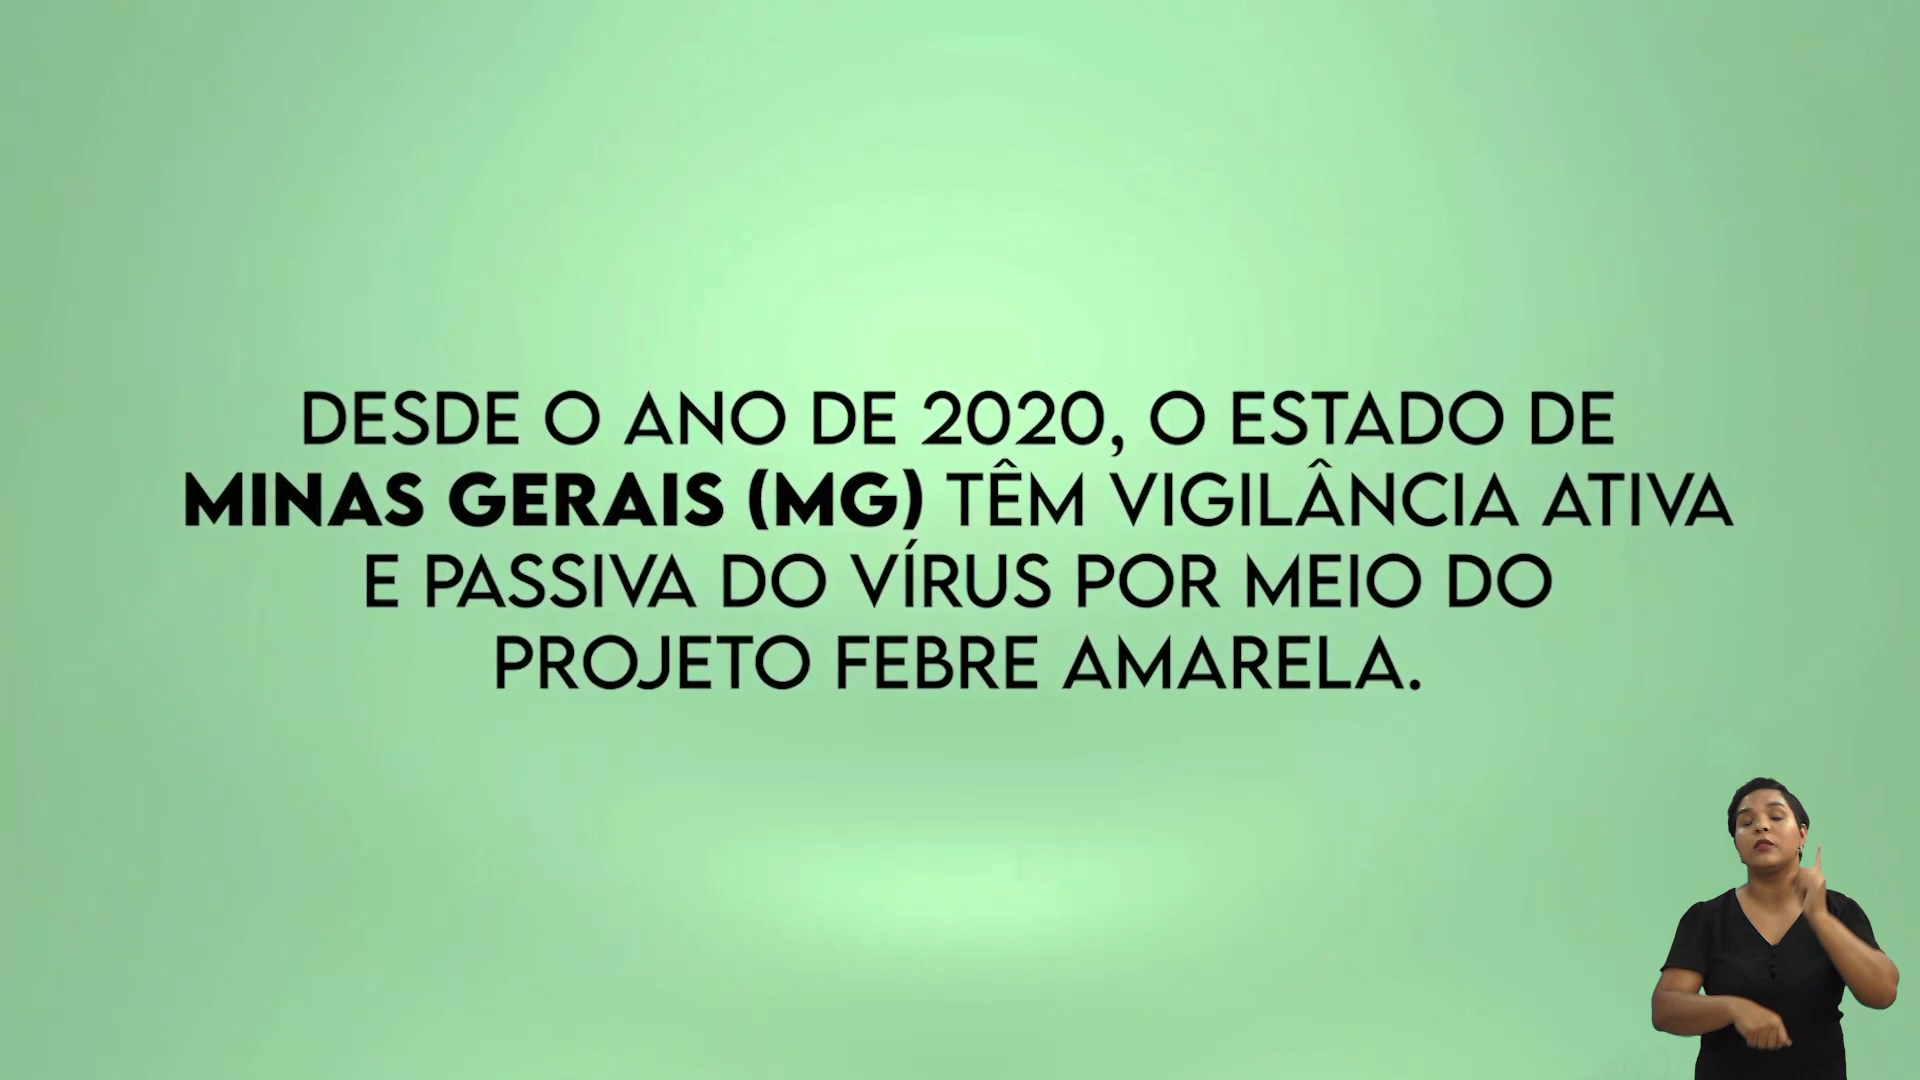 DESDE O ANO DE 2020, O ESTADO DE
MINAS GERAIS (MG) TÊM VIGILÂNCIA ATIVA
E PASSIVA DO VÍRUS POR MEIO DO
PROJETO FEBRE AMARELA.